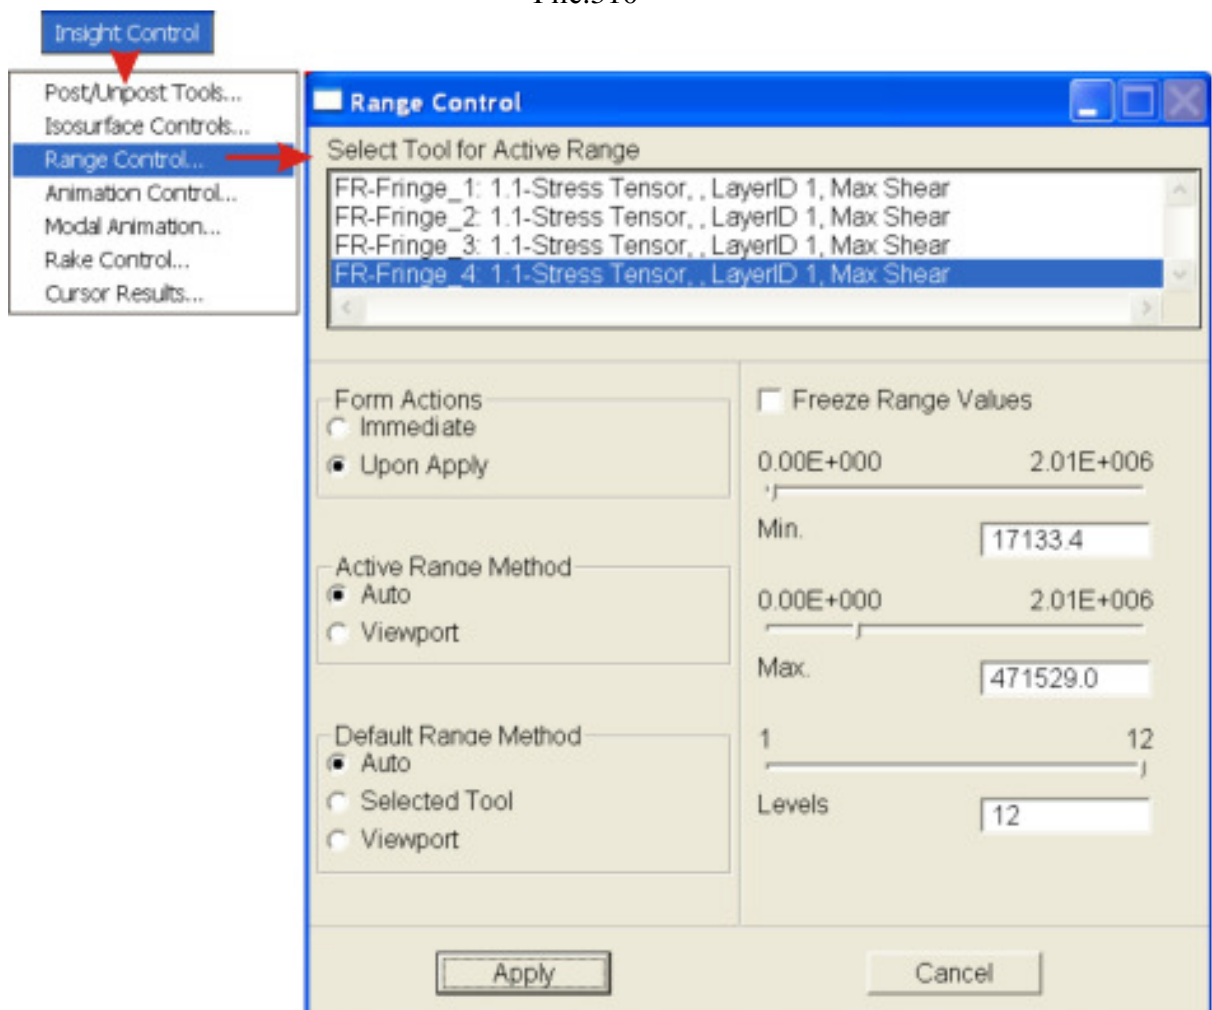 Insight Control
Post/Unpost Tools...
Isosurface Controls...
Range Control...
Animation Control...
Modal Animation...
Rake Control...
Cursor Results...
Range Control
Select Tool for Active Range
FR-Fringe_1: 1.1-Stress Tensor, , LayerID 1, Max Shear
FR-Fringe_2: 1.1-Stress Tensor, , LayerID 1, Max Shear
FR-Fringe_3: 1.1-Stress Tensor, , LayerID 1, Max Shear
FR-Fringe_4: 1.1-Stress Tensor, , LayerID 1, Max Shear
Form Actions
Immediate
Upon Apply
Active Range Method
Auto
Viewport
Default Range Method
Auto
Selected Tool
Viewport
Freeze Range Values
0.00E+000 2.01E+006
Min. 17133.4
0.00E+000 2.01E+006
Max. 471529.0
1 12
Levels 12
Apply Cancel